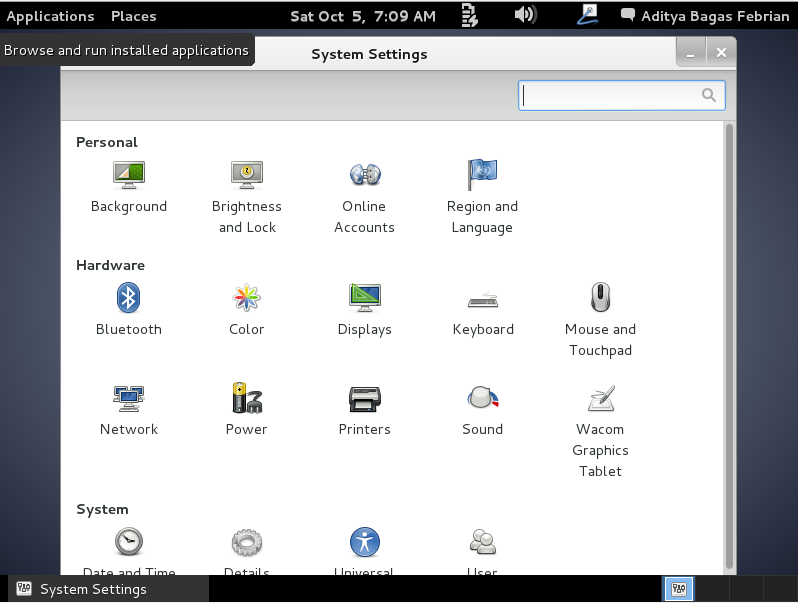 Applications Places Sat Oct 5, 7:09 AM Aditya Bagas Febrian
Browse and run installed applications
System Settings
Personal
Background Brightness and Lock Online Accounts Region and Language
Hardware
Bluetooth Color Displays Keyboard Mouse and Touchpad
Network Power Printers Sound Wacom Graphics Tablet
System
Date and Time Details Universal User
System Settings